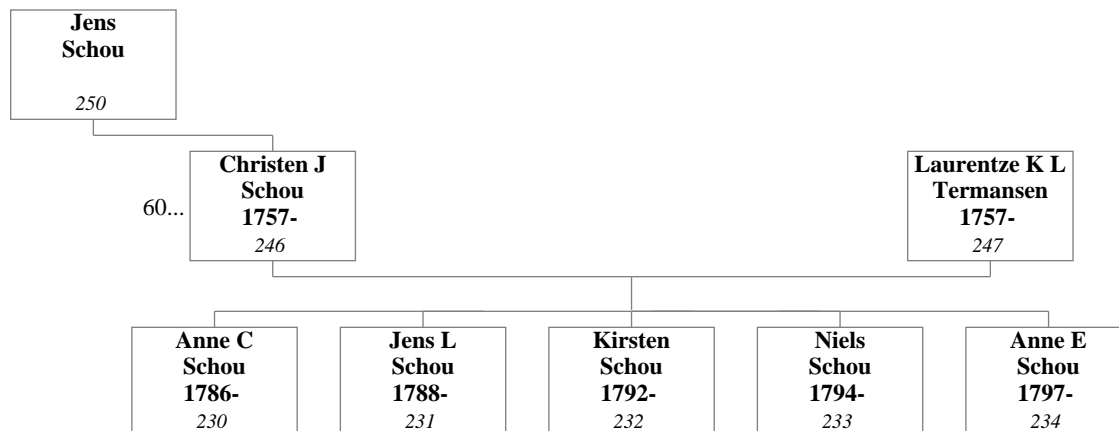 Jens
Schou
250
Christen J
Schou
1757-
246
60...
Laurentze K L
Termansen
1757-
247
Anne C
Schou
1786-
230
Jens L
Schou
1788-
231
Kirsten
Schou
1792-
232
Niels
Schou
1794-
233
Anne E
Schou
1797-
234